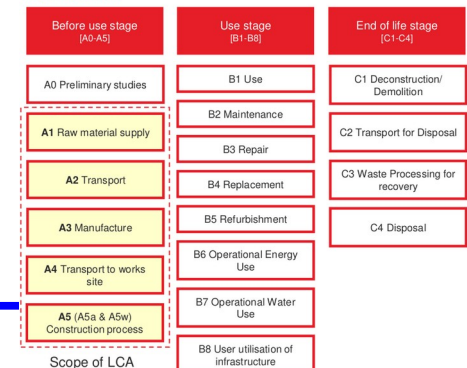 Before use stage
[A0-A5]
A0 Preliminary studies
A1 Raw material supply
A2 Transport
A3 Manufacture
A4 Transport to works
site
A5 (A5a & A5w)
Construction process
Scope of LCA
Use stage
[B1-B8]
B1 Use
B2 Maintenance
B3 Repair
B4 Replacement
B5 Refurbishment
B6 Operational Energy
Use
B7 Operational Water
Use
B8 User utilisation of
infrastructure
End of life stage
[C1-C4]
C1 Deconstruction/
Demolition
C2 Transport for Disposal
C3 Waste Processing for
recovery
C4 Disposal